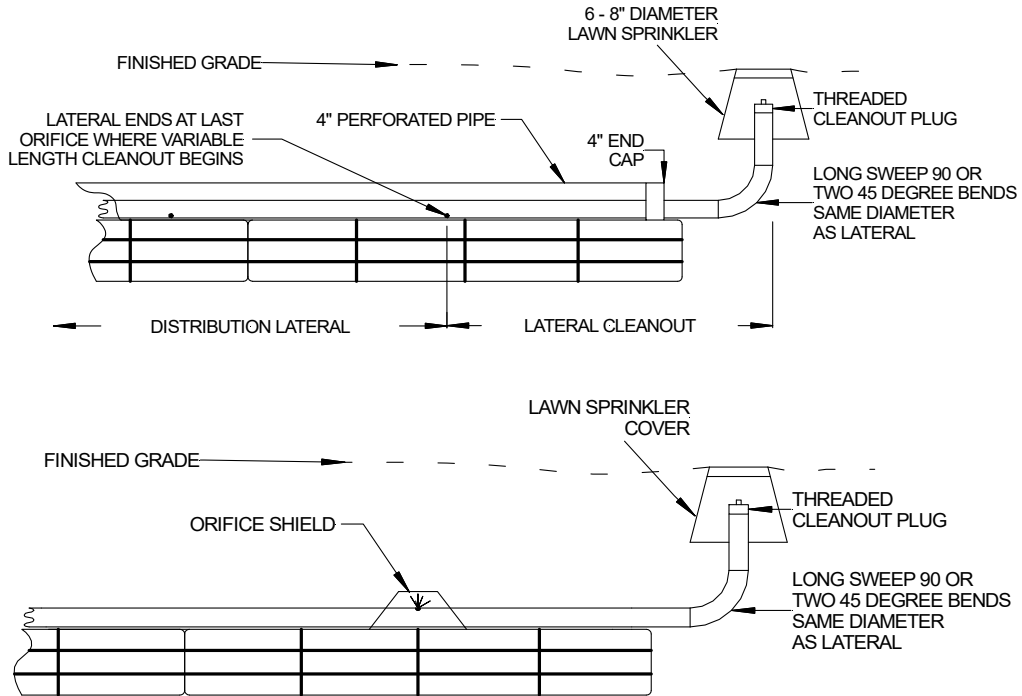 6 - 8" DIAMETER
LAWN SPRINKLER
FINISHED GRADE
THREADED
CLEANOUT PLUG
LATERAL ENDS AT LAST
ORIFICE WHERE VARIABLE
LENGTH CLEANOUT BEGINS
4" PERFORATED PIPE
4" END
CAP
LONG SWEEP 90 OR
TWO 45 DEGREE BENDS
SAME DIAMETER
AS LATERAL
DISTRIBUTION LATERAL
LATERAL CLEANOUT
LAWN SPRINKLER
COVER
FINISHED GRADE
THREADED
CLEANOUT PLUG
ORIFICE SHIELD
LONG SWEEP 90 OR
TWO 45 DEGREE BENDS
SAME DIAMETER
AS LATERAL